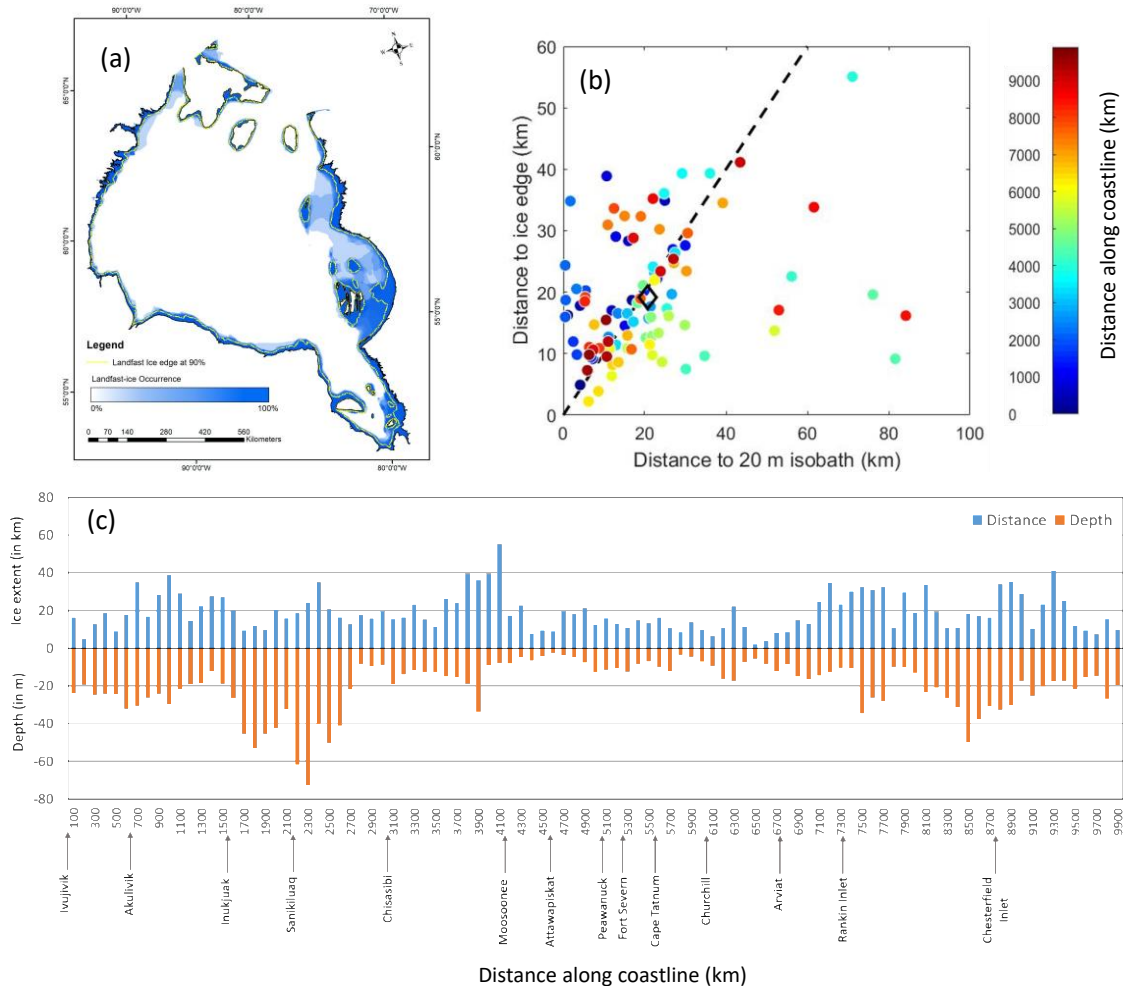 90°0'0"W 80°0'0"W 70°0'0"W
(a)
N
E
S
W
65°0'0"N
60°0'0"N
60°0'0"N
55°0'0"N
55°0'0"N
Legend
Landfast Ice edge at 90%
Landfast-ice Occurrence
0% 100%
0 70 140 280 420 560
Kilometers
90°0'0"W 80°0'0"W
(b)
Distance to ice edge (km)
60
50
40
30
20
10
0
0 20 40 60 80 100
Distance to 20 m isobath (km)
9000
8000
7000
6000
5000
4000
3000
2000
1000
0
Distance along coastline (km)
(c)
Distance Depth
Ice extent (in km)
Depth (in m)
80
60
40
20
0
-20
-40
-60
-80
100 300 500 700 900 1100 1300 1500 1700 1900 2100 2300 2500 2700 2900 3100 3300 3500 3700 3900 4100 4300 4500 4700 4900 5100 5300 5500 5700 5900 6100 6300 6500 6700 6900 7100 7300 7500 7700 7900 8100 8300 8500 8700 8900 9100 9300 9500 9700 9900
Ivujivik
Akulivik
Inukjuak
Sanikiluaq
Chisasibi
Moosoonee
Attawapiskat
Peawanuck
Fort Severn
Cape Tatnum
Churchill
Arviat
Rankin Inlet
Chesterfield
Inlet
Distance along coastline (km)